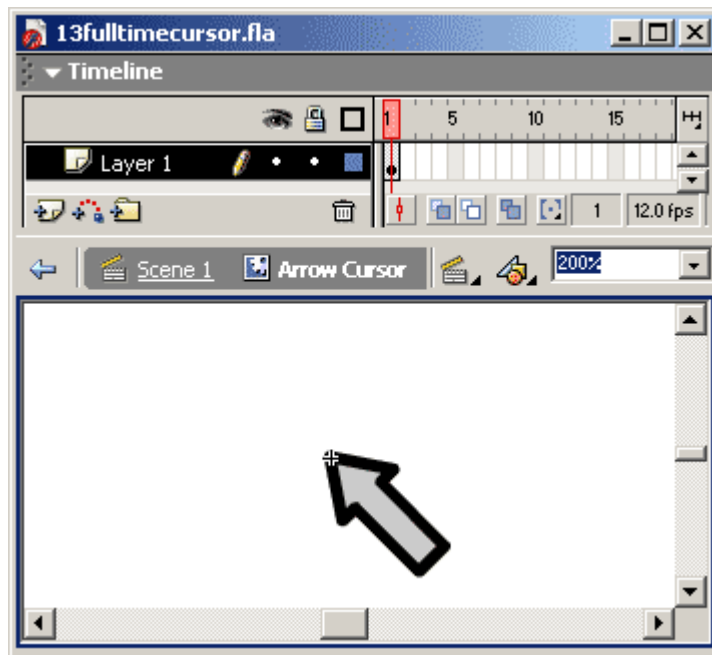 13fulltimecursor.fla
Timeline
1 5 10 15
Layer 1
1 12.0 fps
Scene 1 Arrow Cursor 200%